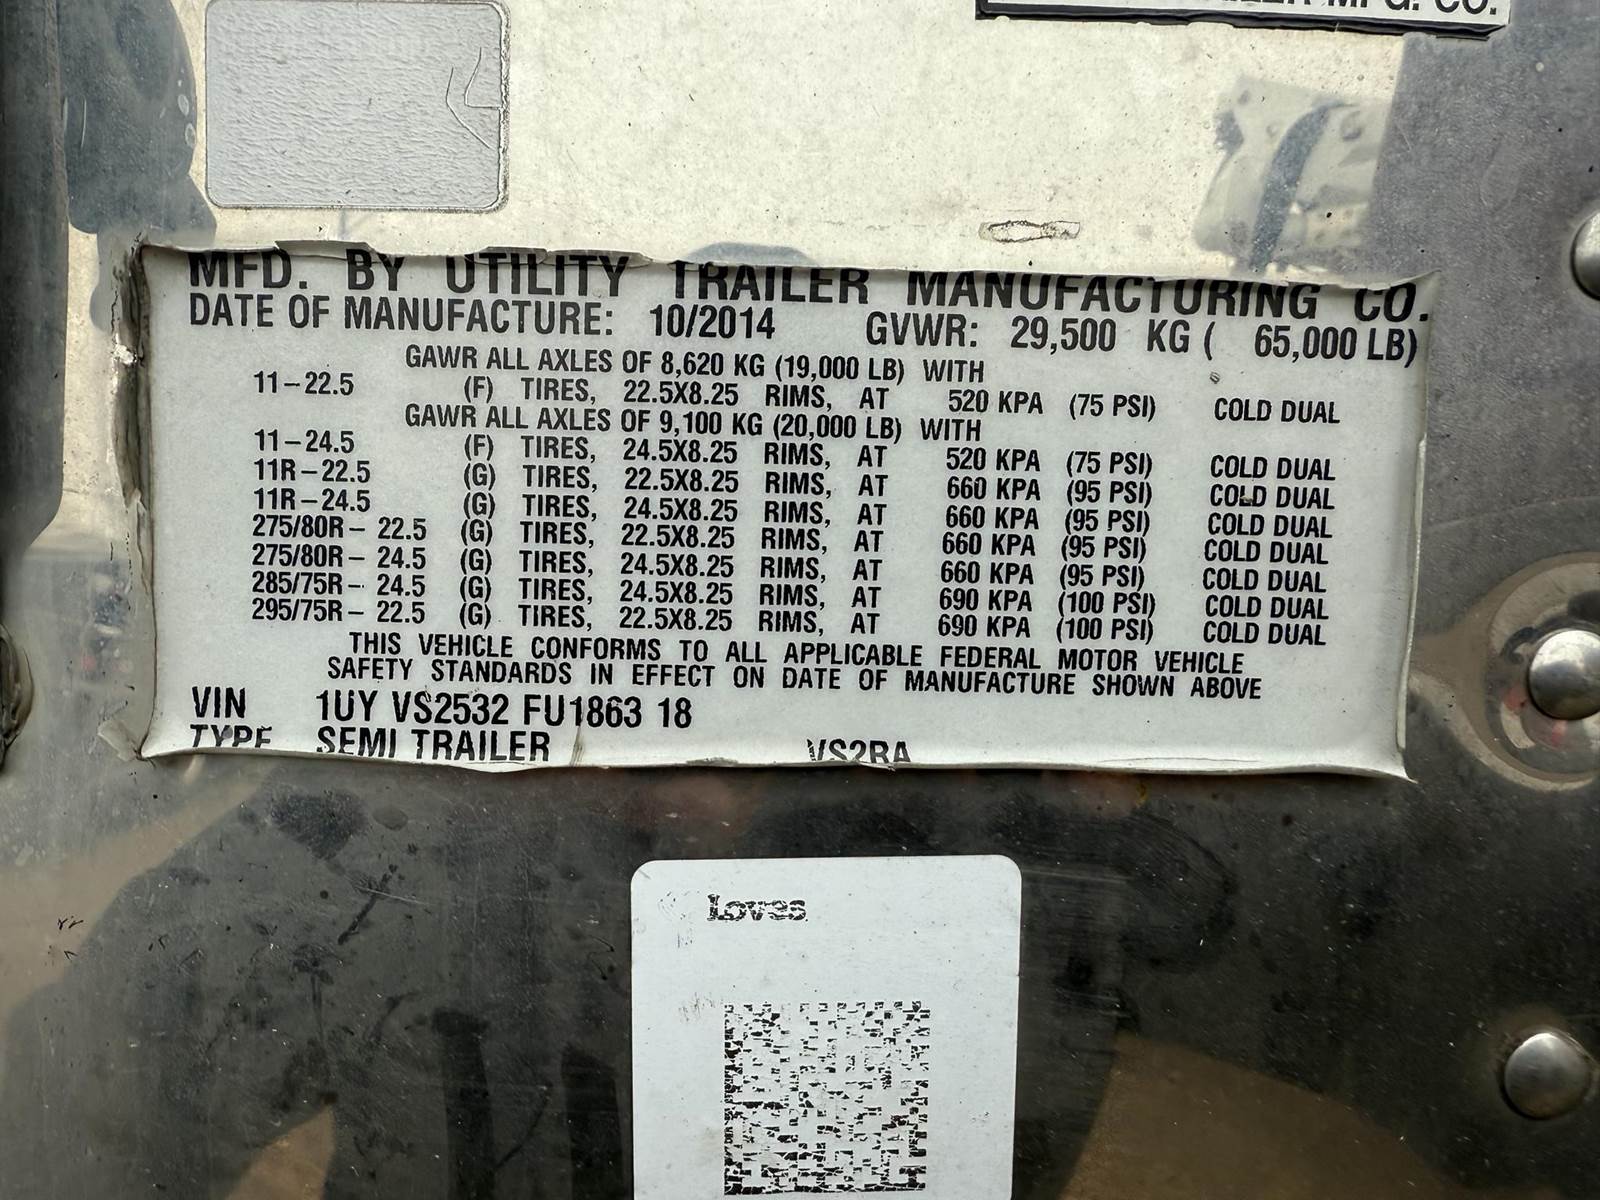 MFG. CO.
MFD. BY UTILITY TRAILER MANUFACTURING CO.
DATE OF MANUFACTURE: 10/2014 GVWR: 29,500 KG ( 65,000 LB)
GAWR ALL AXLES OF 8,620 KG (19,000 LB) WITH
11-22.5 (F) TIRES, 22.5X8.25 RIMS, AT 520 KPA (75 PSI) COLD DUAL
GAWR ALL AXLES OF 9,100 KG (20,000 LB) WITH
11-24.5 (F) TIRES, 24.5X8.25 RIMS, AT 520 KPA (75 PSI) COLD DUAL
11R-22.5 (G) TIRES, 22.5X8.25 RIMS, AT 660 KPA (95 PSI) COLD DUAL
11R-24.5 (G) TIRES, 24.5X8.25 RIMS, AT 660 KPA (95 PSI) COLD DUAL
275/80R- 22.5 (G) TIRES, 22.5X8.25 RIMS, AT 660 KPA (95 PSI) COLD DUAL
275/80R- 24.5 (G) TIRES, 24.5X8.25 RIMS, AT 660 KPA (95 PSI) COLD DUAL
285/75R- 24.5 (G) TIRES, 24.5X8.25 RIMS, AT 690 KPA (100 PSI) COLD DUAL
295/75R- 22.5 (G) TIRES, 22.5X8.25 RIMS, AT 690 KPA (100 PSI) COLD DUAL
THIS VEHICLE CONFORMS TO ALL APPLICABLE FEDERAL MOTOR VEHICLE
SAFETY STANDARDS IN EFFECT ON DATE OF MANUFACTURE SHOWN ABOVE
VIN 1UY VS2532 FU1863 18
TYPE SEMI TRAILER VS2RA
Loves